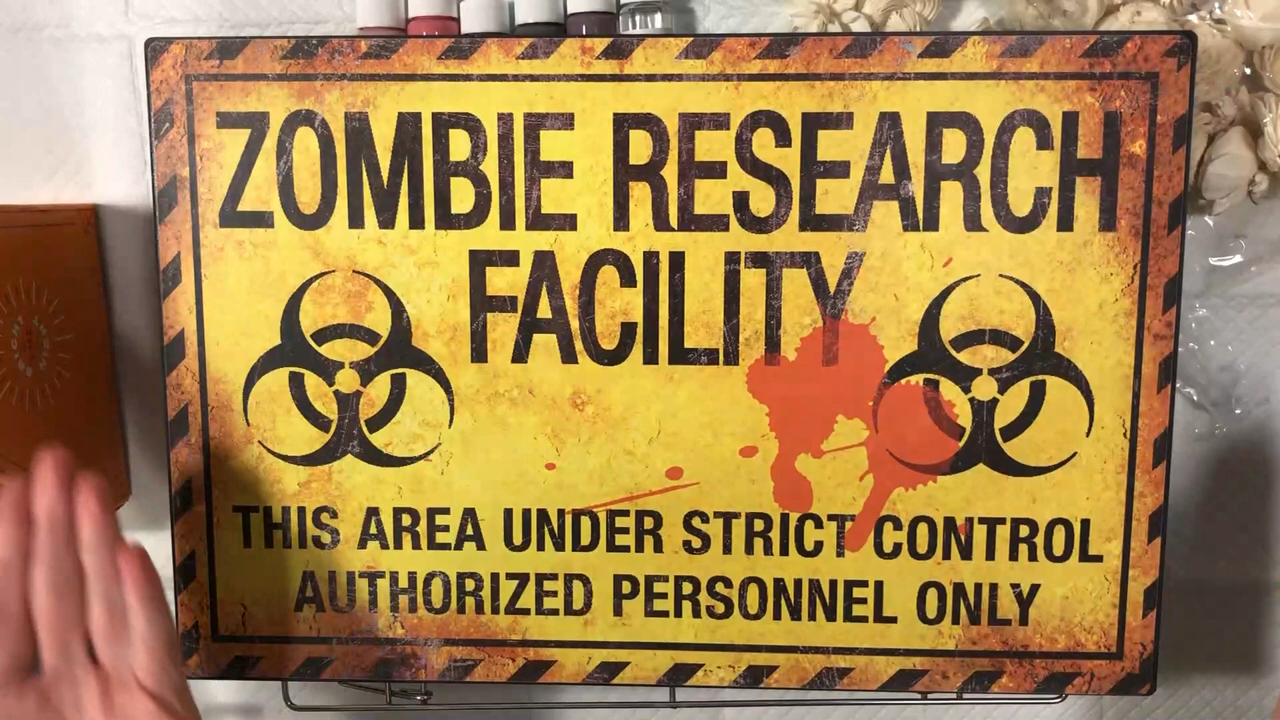 ZOMBIE RESEARCH
FACILITY
THIS AREA UNDER STRICT CONTROL
AUTHORIZED PERSONNEL ONLY